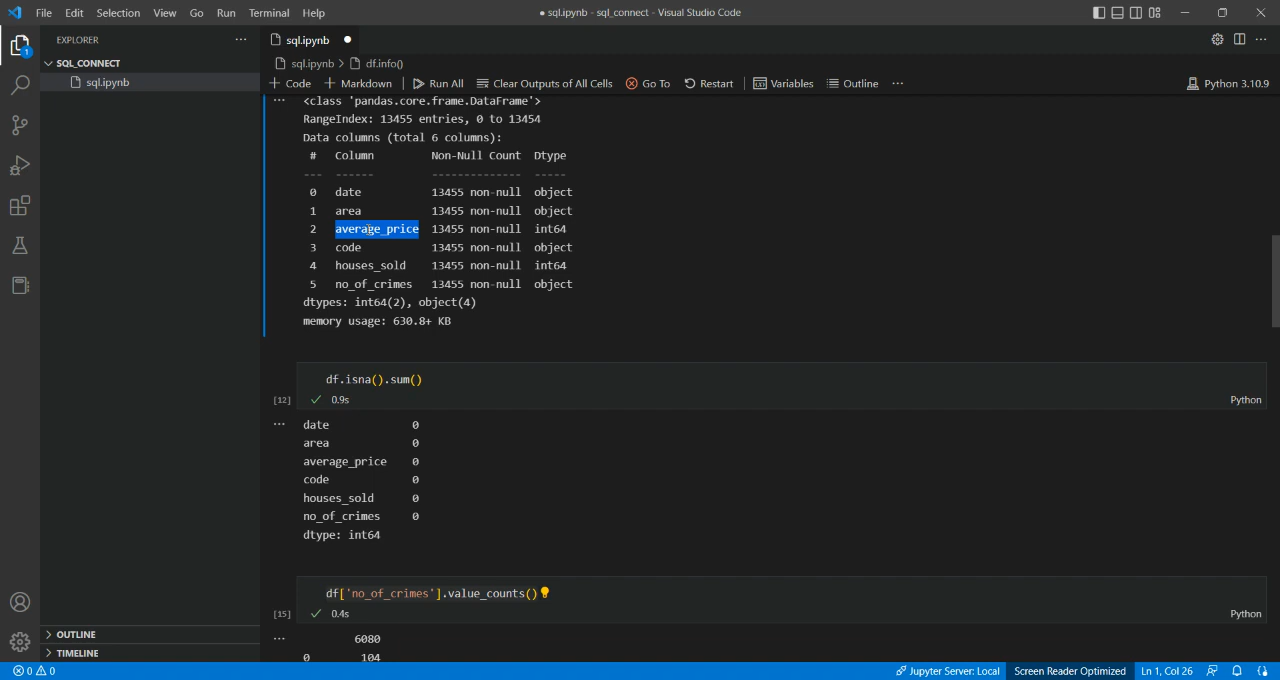 File Edit Selection View Go Run Terminal Help ● sql.ipynb - sql_connect - Visual Studio Code
EXPLORER ···
SQL_CONNECT
sql.ipynb
1
sql.ipynb ●
sql.ipynb > df.info()
+ Code + Markdown | Run All Clear Outputs of All Cells Go To Restart | Variables Outline ··· Python 3.10.9
··· <class 'pandas.core.frame.DataFrame'>
RangeIndex: 13455 entries, 0 to 13454
Data columns (total 6 columns):
# Column Non-Null Count Dtype
--- ------ -------------- -----
0 date 13455 non-null object
1 area 13455 non-null object
2 average_price 13455 non-null int64
3 code 13455 non-null object
4 houses_sold 13455 non-null int64
5 no_of_crimes 13455 non-null object
dtypes: int64(2), object(4)
memory usage: 630.8+ KB
df.isna().sum()
[12] ✓ 0.9s Python
··· date 0
area 0
average_price 0
code 0
houses_sold 0
no_of_crimes 0
dtype: int64
df['no_of_crimes'].value_counts()
[15] ✓ 0.4s Python
··· 6080
0 104
OUTLINE
TIMELINE
0 0 Jupyter Server: Local Screen Reader Optimized Ln 1, Col 26